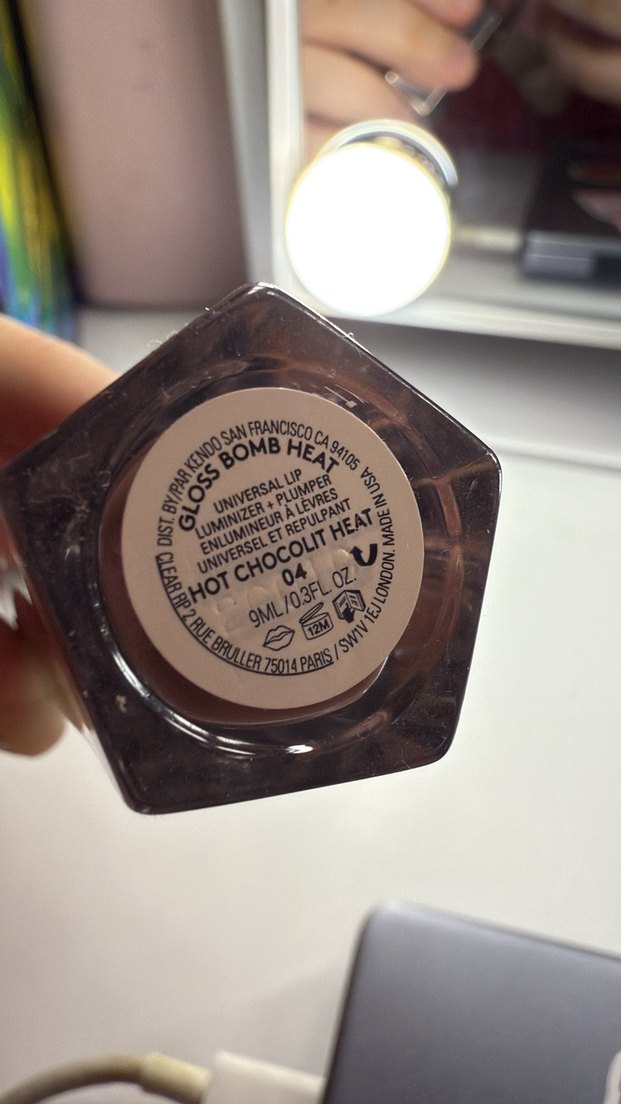 DIST. BY/PAR KENDO SAN FRANCISCO CA 94105
GLOSS BOMB HEAT
UNIVERSAL LIP
LUMINIZER + PLUMPER
ENLUMINEUR À LÈVRES
UNIVERSEL ET REPULPANT
HOT CHOCOLIT HEAT
04
9ML/0.3FL. OZ.
12M
CLEAR RP 2 RUE BRULLER 75014 PARIS / SW1V 1EJ LONDON. MADE IN USA